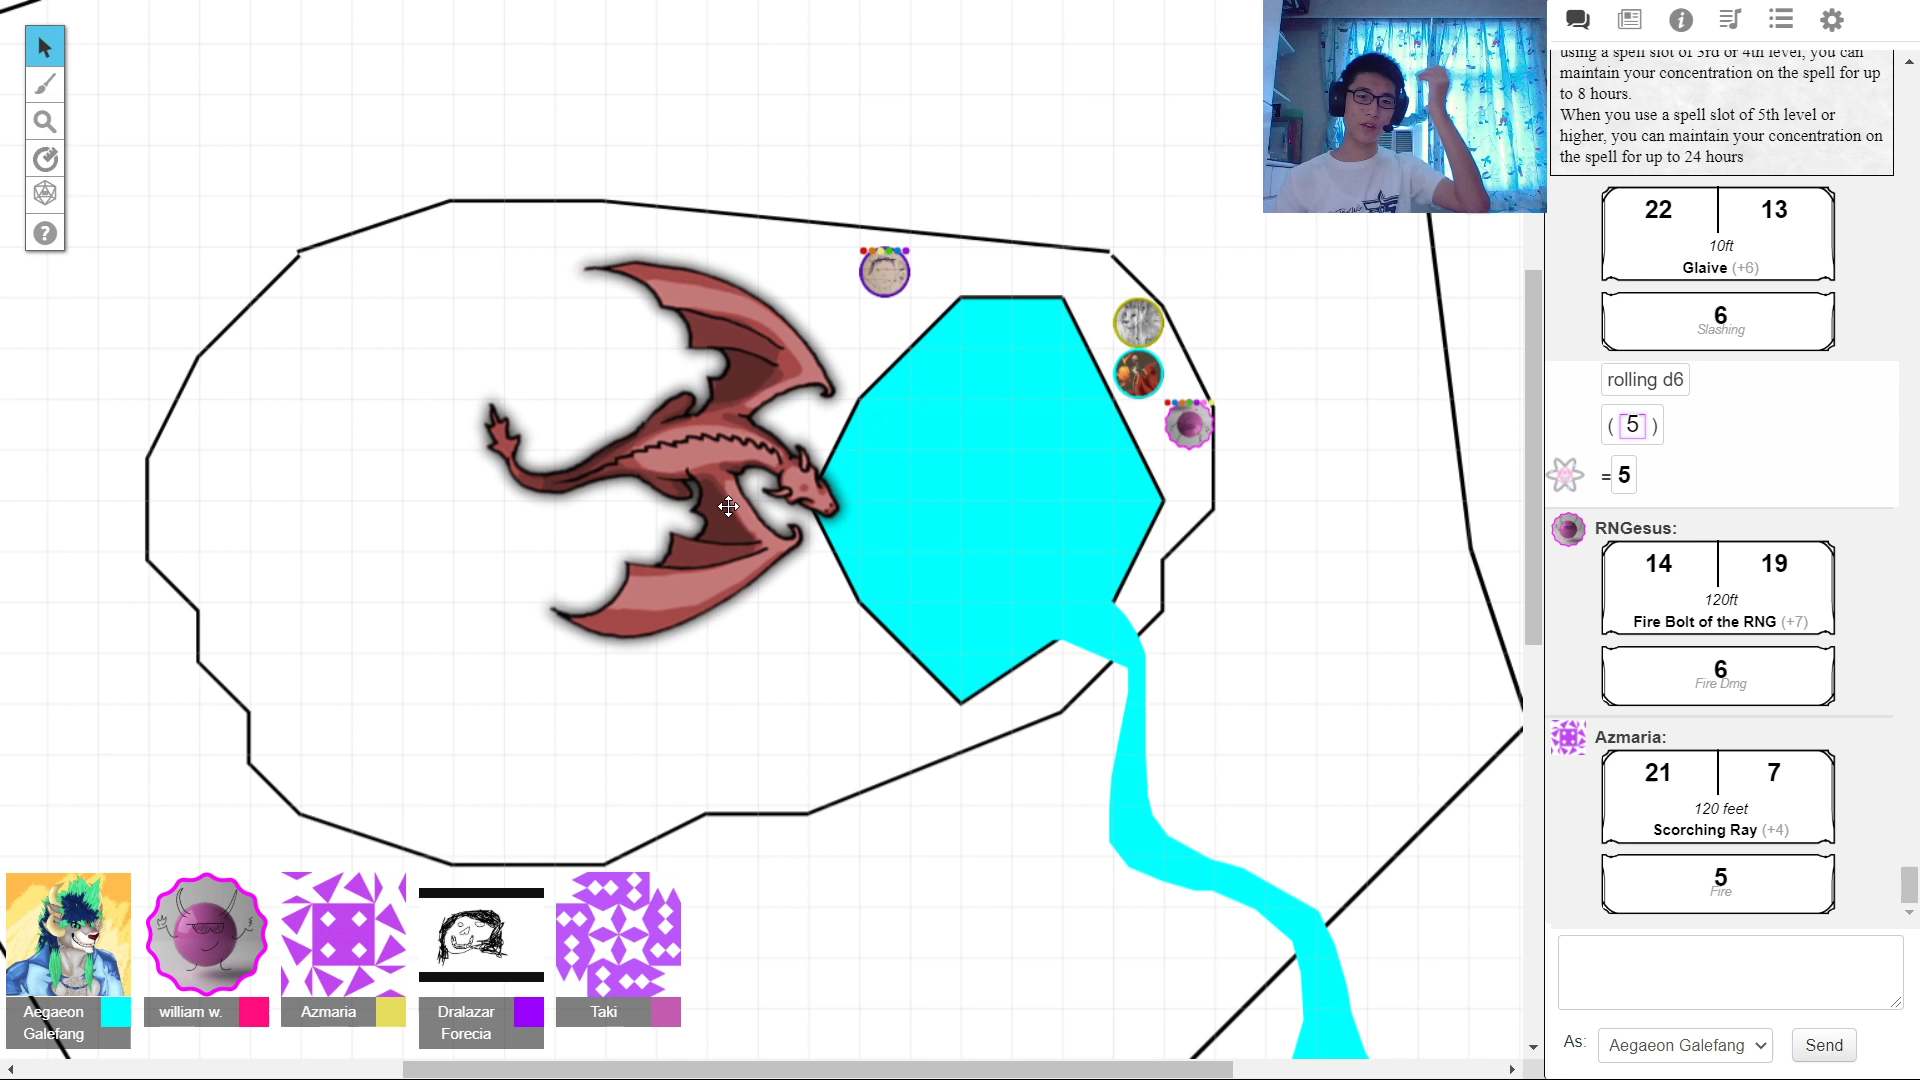 using a spell slot of 3rd or 4th level, you can
maintain your concentration on the spell for up
to 8 hours.
When you use a spell slot of 5th level or
higher, you can maintain your concentration on
the spell for up to 24 hours
22 13
10ft
Glaive (+6)
6
Slashing
rolling d6
( 5 )
=5
RNGesus:
14 19
120ft
Fire Bolt of the RNG (+7)
6
Fire Dmg
Azmaria:
21 7
120 feet
Scorching Ray (+4)
5
Fire
Aegaeon
Galefang
william w.
Azmaria
Dralazar
Forecia
Taki
As:
Aegaeon Galefang
Send